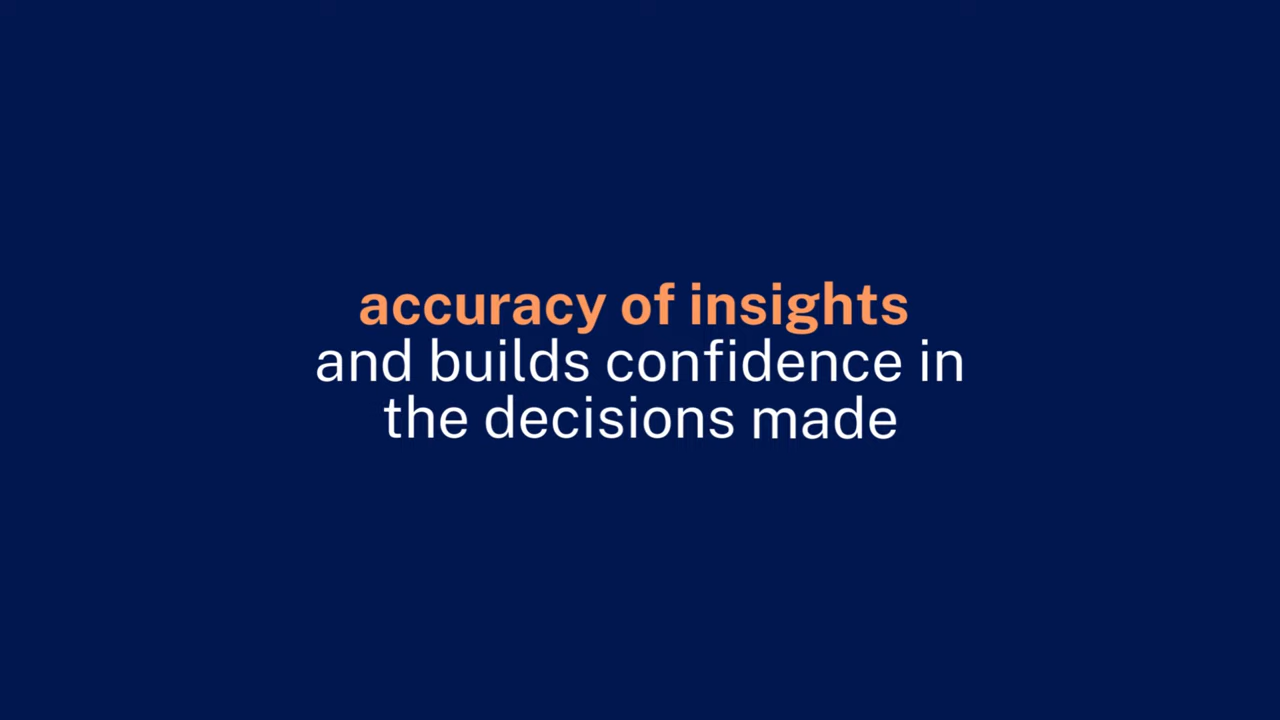 accuracy of insights
and builds confidence in
the decisions made